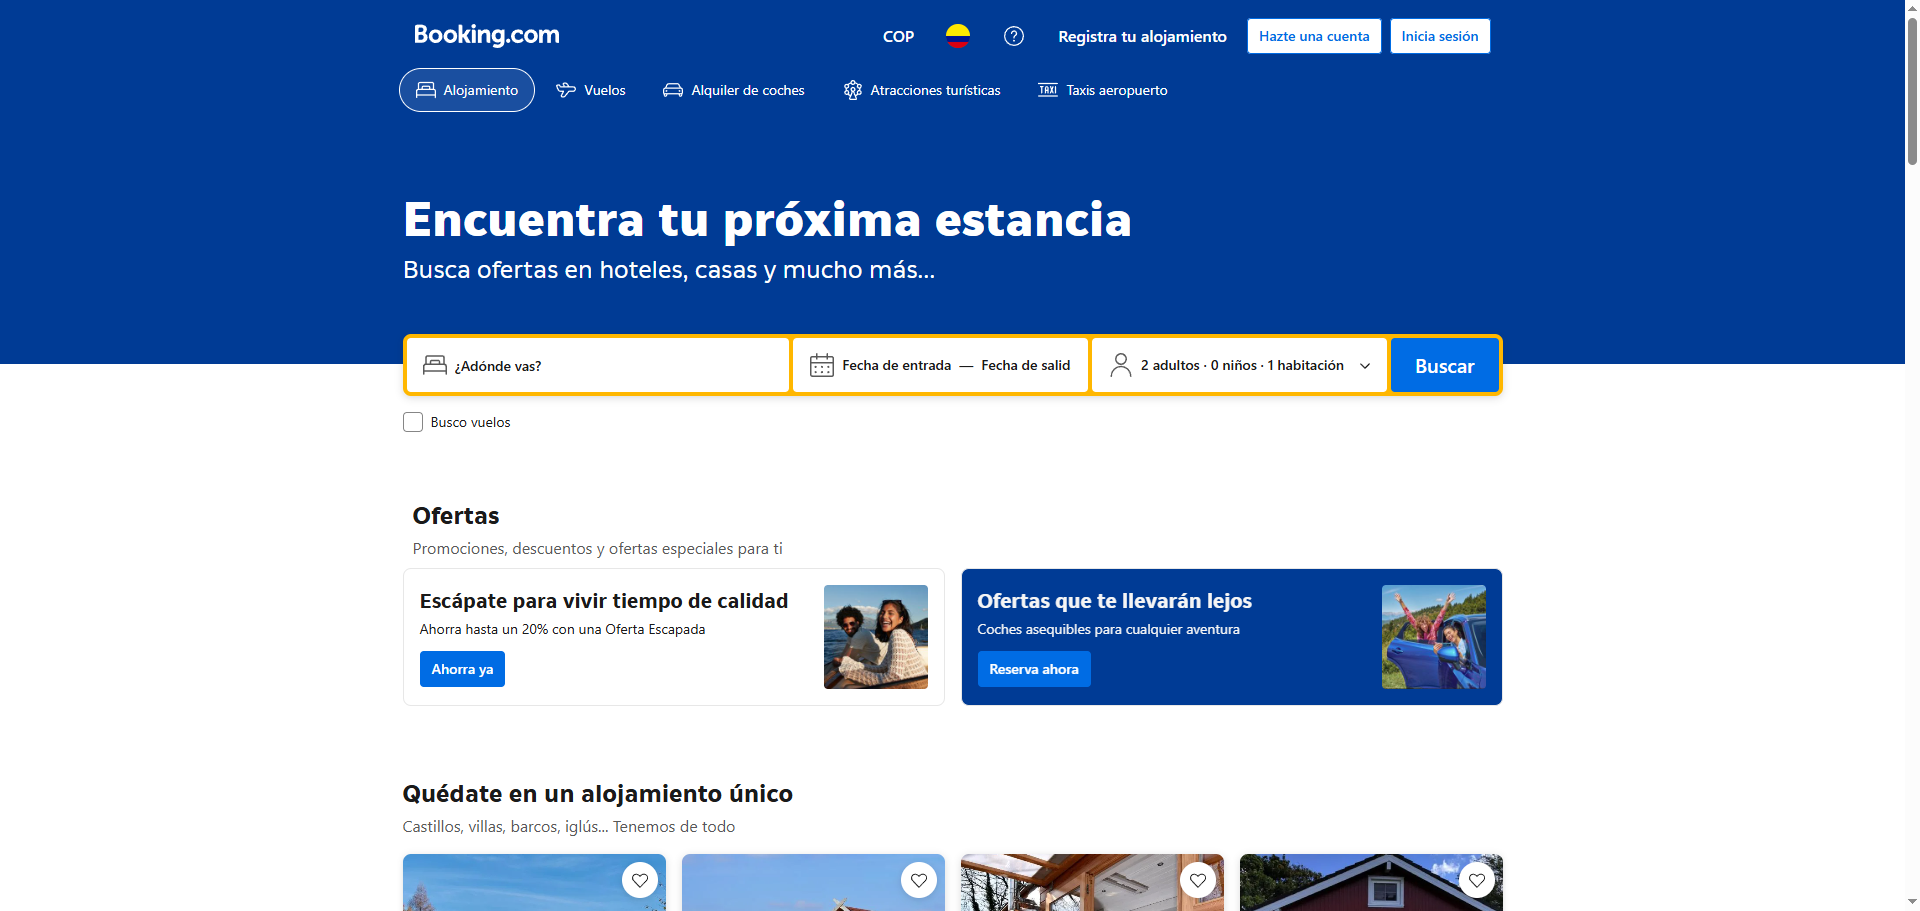 Booking.com
COP
Registra tu alojamiento
Hazte una cuenta
Inicia sesión
Alojamiento
Vuelos
Alquiler de coches
Atracciones turísticas
TAXI
Taxis aeropuerto
Encuentra tu próxima estancia
Busca ofertas en hoteles, casas y mucho más...
¿Adónde vas?
Fecha de entrada — Fecha de salid
2 adultos · 0 niños · 1 habitación
Buscar
Busco vuelos
Ofertas
Promociones, descuentos y ofertas especiales para ti
Escápate para vivir tiempo de calidad
Ahorra hasta un 20% con una Oferta Escapada
Ahorra ya
Ofertas que te llevarán lejos
Coches asequibles para cualquier aventura
Reserva ahora
Quédate en un alojamiento único
Castillos, villas, barcos, iglús... Tenemos de todo